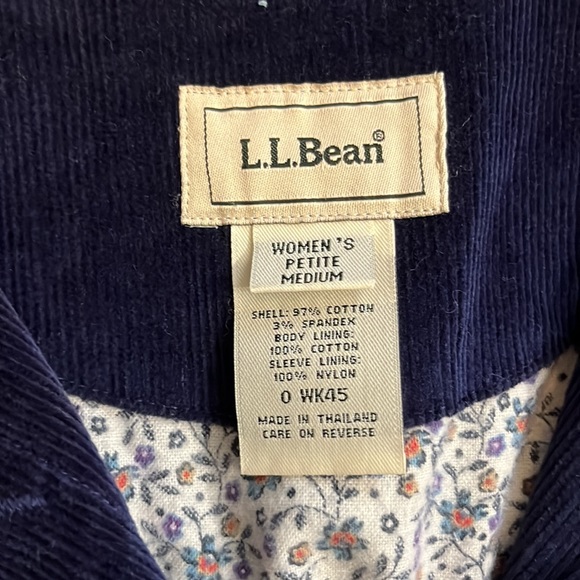 L.L.Bean®
WOMEN'S
PETITE
MEDIUM
SHELL: 97% COTTON
3% SPANDEX
BODY LINING:
100% COTTON
SLEEVE LINING:
100% NYLON
0 WK45
MADE IN THAILAND
CARE ON REVERSE